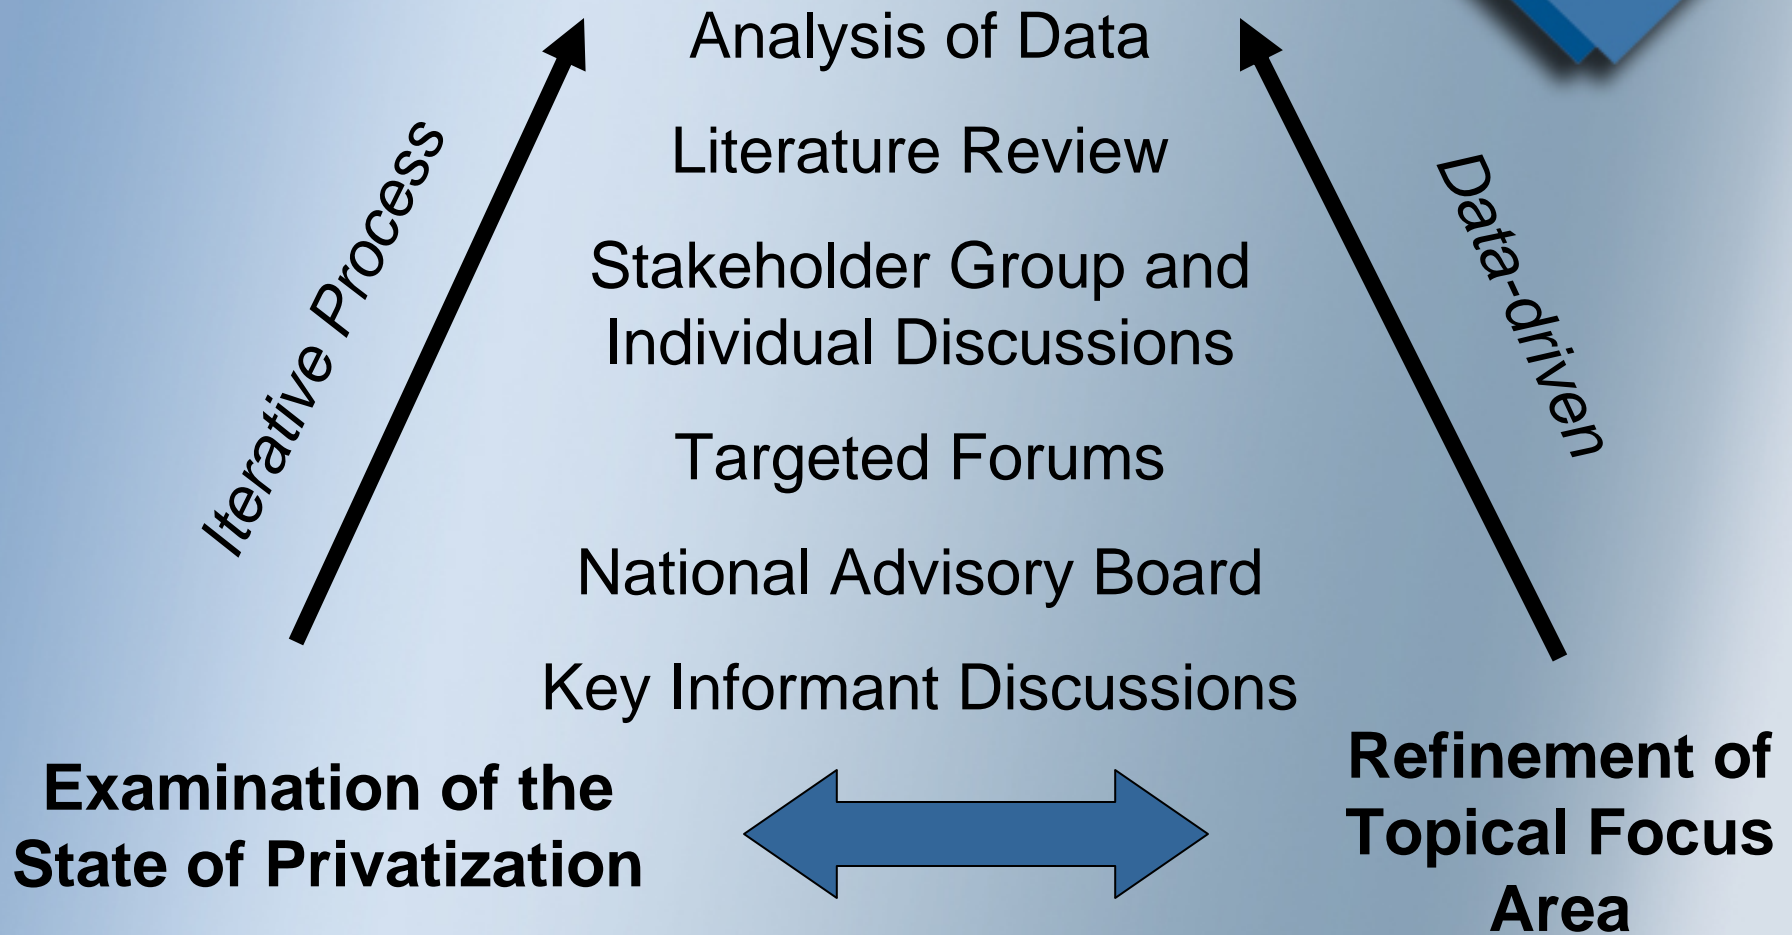 Analysis of Data
Literature Review
Stakeholder Group and
Individual Discussions
Targeted Forums
National Advisory Board
Key Informant Discussions
Iterative Process
Data-driven
Examination of the
State of Privatization
Refinement of
Topical Focus
Area